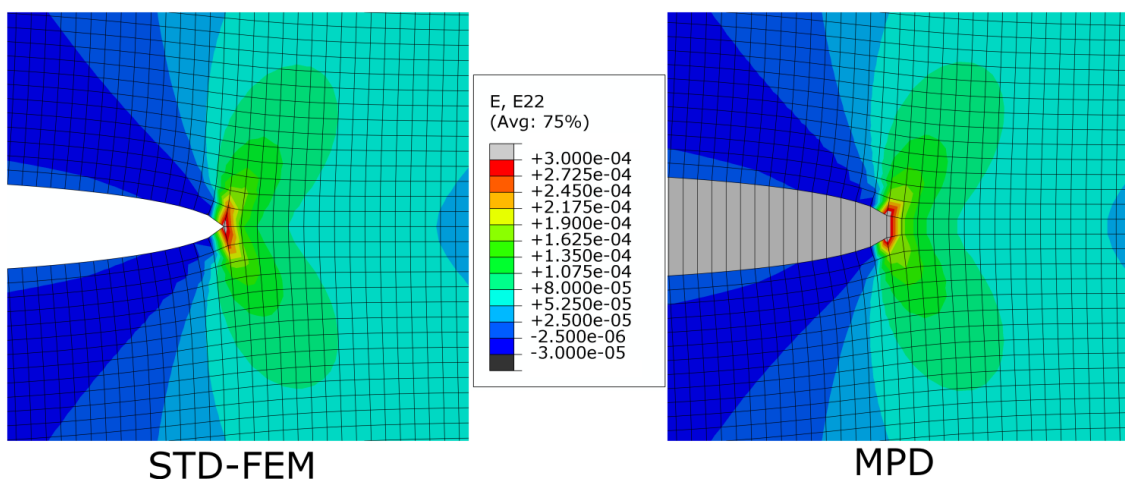 E, E22
(Avg: 75%)
+3.000e-04
+2.725e-04
+2.450e-04
+2.175e-04
+1.900e-04
+1.625e-04
+1.350e-04
+1.075e-04
+8.000e-05
+5.250e-05
+2.500e-05
-2.500e-06
-3.000e-05
STD-FEM
MPD